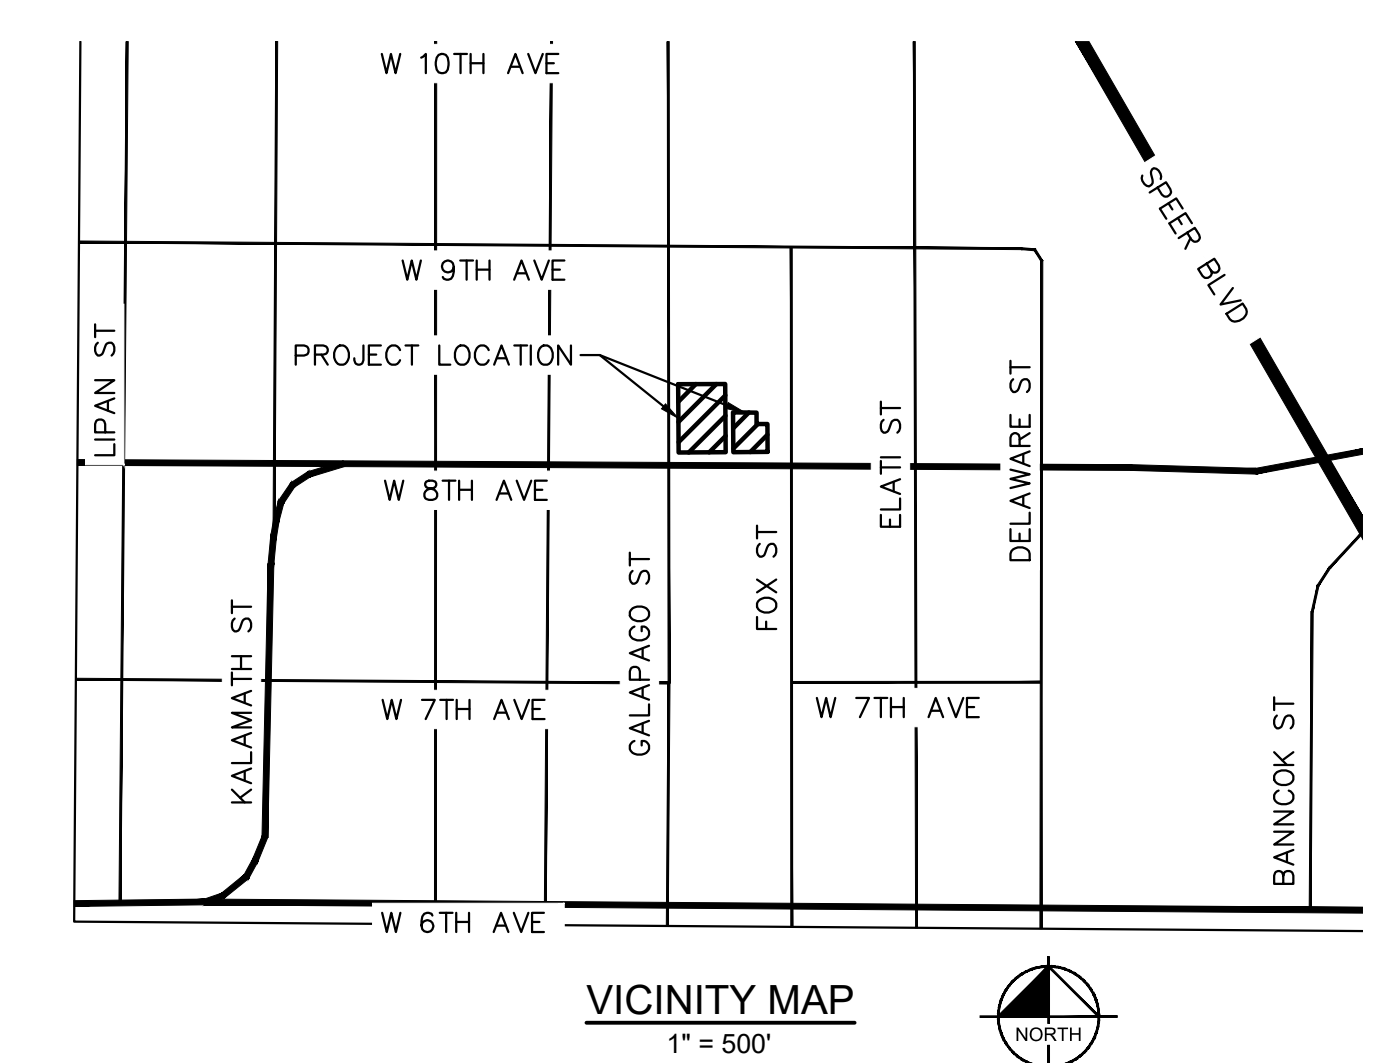 W 10TH AVE
SPEER BLVD
W 9TH AVE
LIPAN ST
PROJECT LOCATION
DELAWARE ST
ELATI ST
W 8TH AVE
FOX ST
GALAPAGO ST
KALAMATH ST
W 7TH AVE
W 7TH AVE
BANNCOK ST
W 6TH AVE
VICINITY MAP
1" = 500'
NORTH